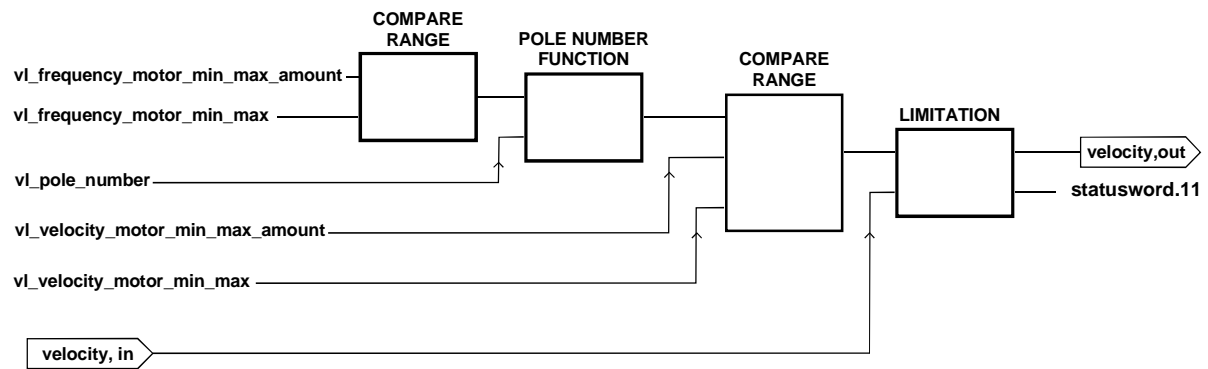 COMPARE
RANGE
POLE NUMBER
FUNCTION
COMPARE
RANGE
LIMITATION
vl_frequency_motor_min_max_amount
vl_frequency_motor_min_max
vl_pole_number
vl_velocity_motor_min_max_amount
vl_velocity_motor_min_max
velocity, in
velocity,out
statusword.11